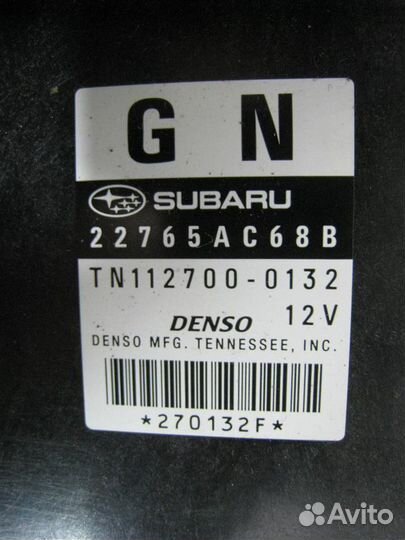 G N
SUBARU
22765AC68B
TN112700-0132
DENSO 12V
DENSO MFG. TENNESSEE, INC.
*270132F*
Avito